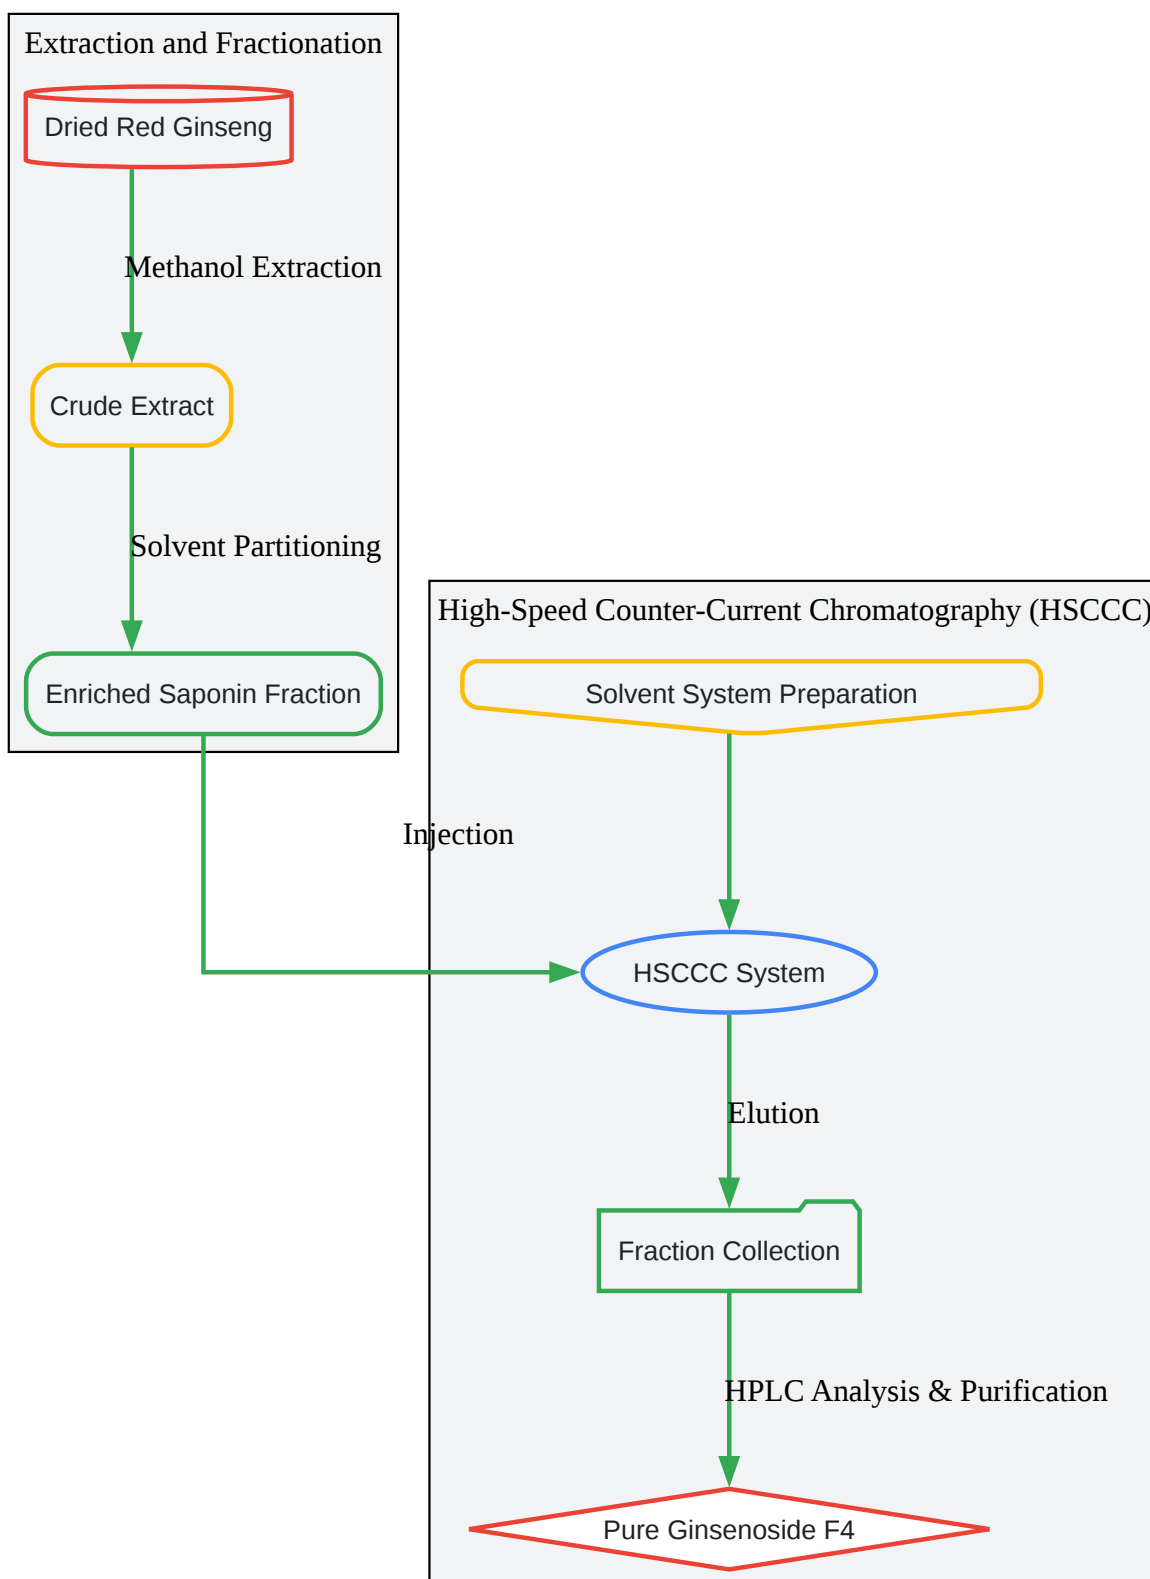 Extraction and Fractionation
Dried Red Ginseng
Methanol Extraction
Crude Extract
Solvent Partitioning
Enriched Saponin Fraction
High-Speed Counter-Current Chromatography (HSCCC)
Solvent System Preparation
Injection
HSCCC System
Elution
Fraction Collection
HPLC Analysis & Purification
Pure Ginsenoside F4